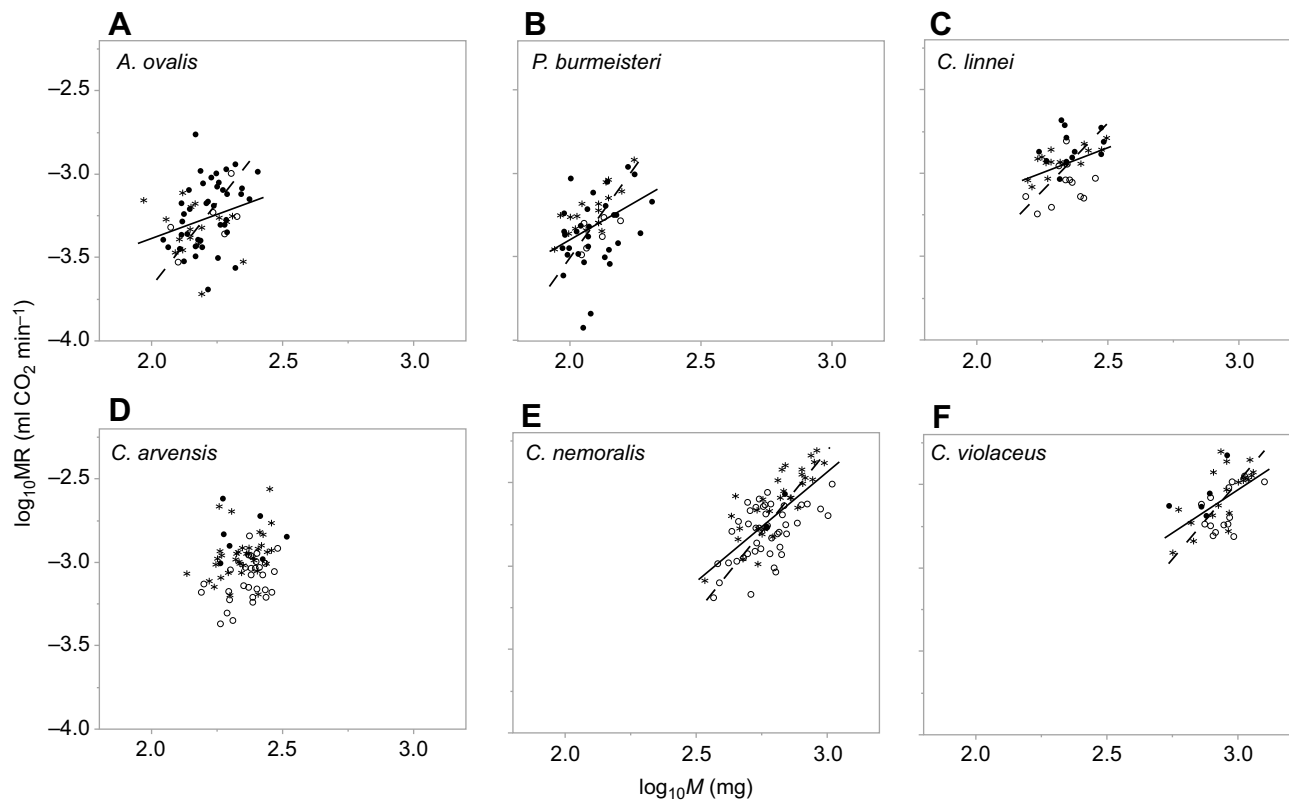 A
B
C
A. ovalis
P. burmeisteri
C. linnei
–2.5
–3.0
–3.5
–4.0
2.0 2.5 3.0
2.0 2.5 3.0
2.0 2.5 3.0
D
E
F
C. arvensis
C. nemoralis
C. violaceus
–2.5
–3.0
–3.5
–4.0
2.0 2.5 3.0
2.0 2.5 3.0
2.0 2.5 3.0
log₁₀MR (ml CO₂ min⁻¹)
log₁₀M (mg)